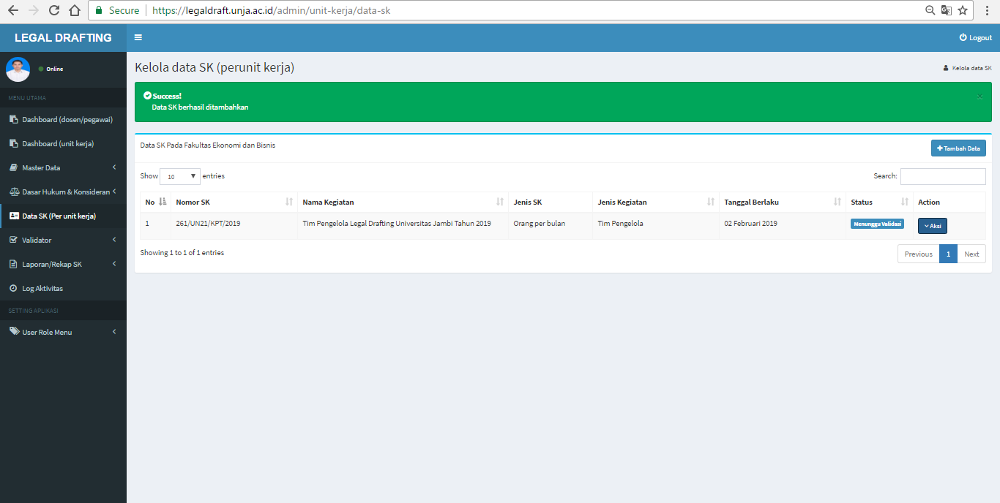 Secure https://legaldraft.unja.ac.id/admin/unit-kerja/data-sk
LEGAL DRAFTING
Logout
Online
MENU UTAMA
Dashboard (dosen/pegawai)
Dashboard (unit kerja)
Master Data
Dasar Hukum & Konsideran
Data SK (Per unit kerja)
Validator
Laporan/Rekap SK
Log Aktivitas
SETTING APLIKASI
User Role Menu
Kelola data SK (perunit kerja)
Kelola data SK
Success!
×
Data SK berhasil ditambahkan
Data SK Pada Fakultas Ekonomi dan Bisnis
Tambah Data
Show 10 entries
Search:
No Nomor SK Nama Kegiatan Jenis SK Jenis Kegiatan Tanggal Berlaku Status Action
1 261/UN21/KPT/2019 Tim Pengelola Legal Drafting Universitas Jambi Tahun 2019 Orang per bulan Tim Pengelola 02 Februari 2019 Menunggu Validasi Aksi
Showing 1 to 1 of 1 entries
Previous 1 Next